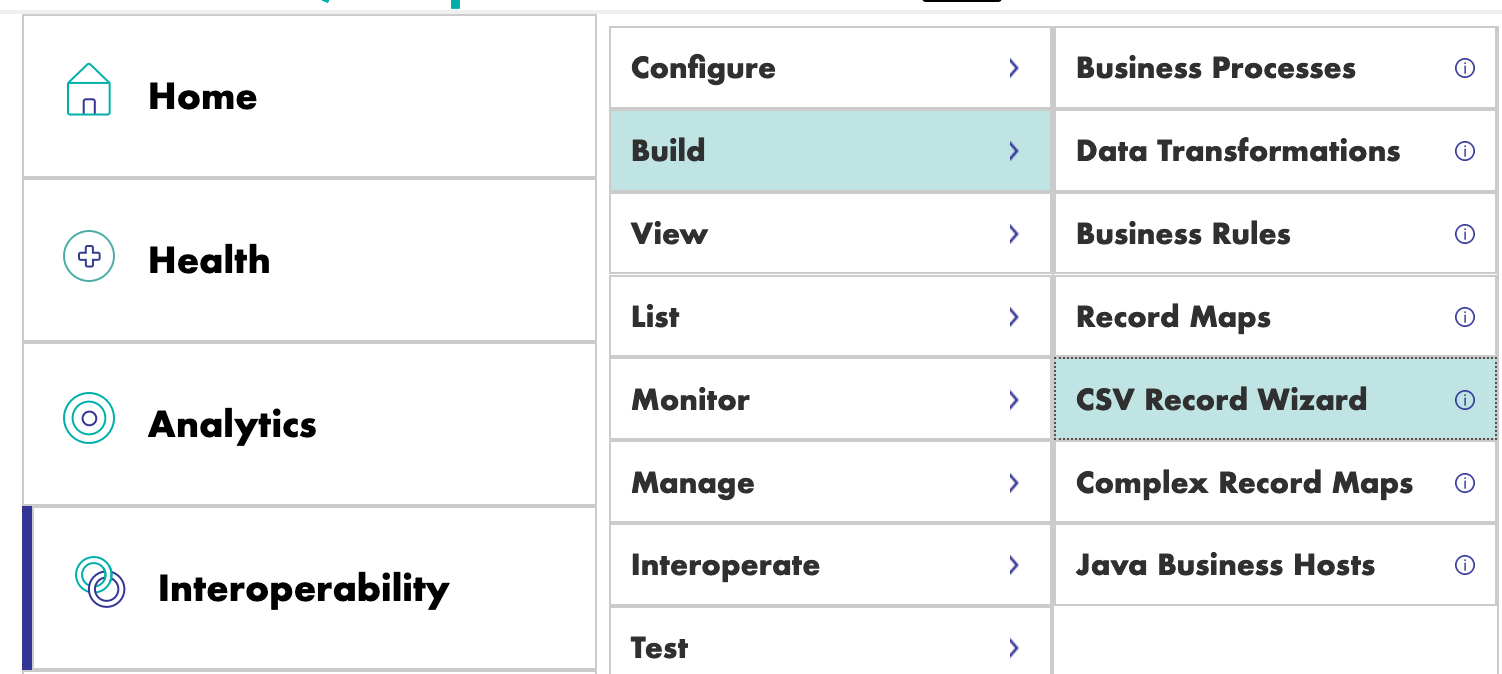 Home
Health
Analytics
Interoperability
Configure
Build
View
List
Monitor
Manage
Interoperate
Test
Business Processes
Data Transformations
Business Rules
Record Maps
CSV Record Wizard
Complex Record Maps
Java Business Hosts